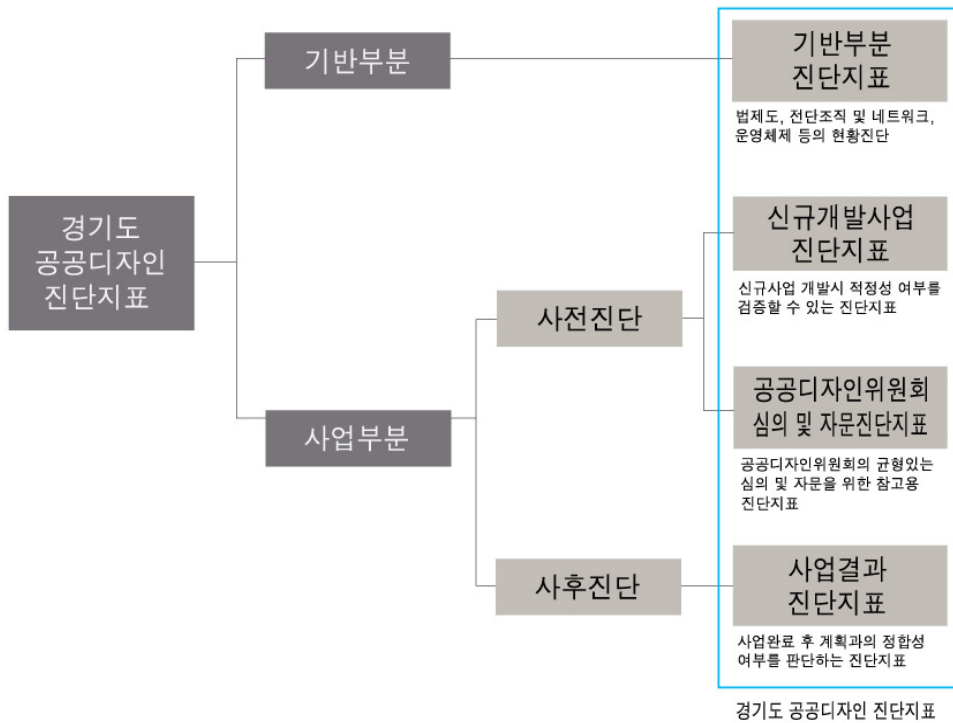 경기도
공공디자인
진단지표
기반부분
사업부분
사전진단
사후진단
기반부분
진단지표
법제도, 전단조직 및 네트워크,
운영체제 등의 현황진단
신규개발사업
진단지표
신규사업 개발시 적정성 여부를
검증할 수 있는 진단지표
공공디자인위원회
심의 및 자문진단지표
공공디자인위원회의 균형있는
심의 및 자문을 위한 참고용
진단지표
사업결과
진단지표
사업완료 후 계획과의 정합성
여부를 판단하는 진단지표
경기도 공공디자인 진단지표